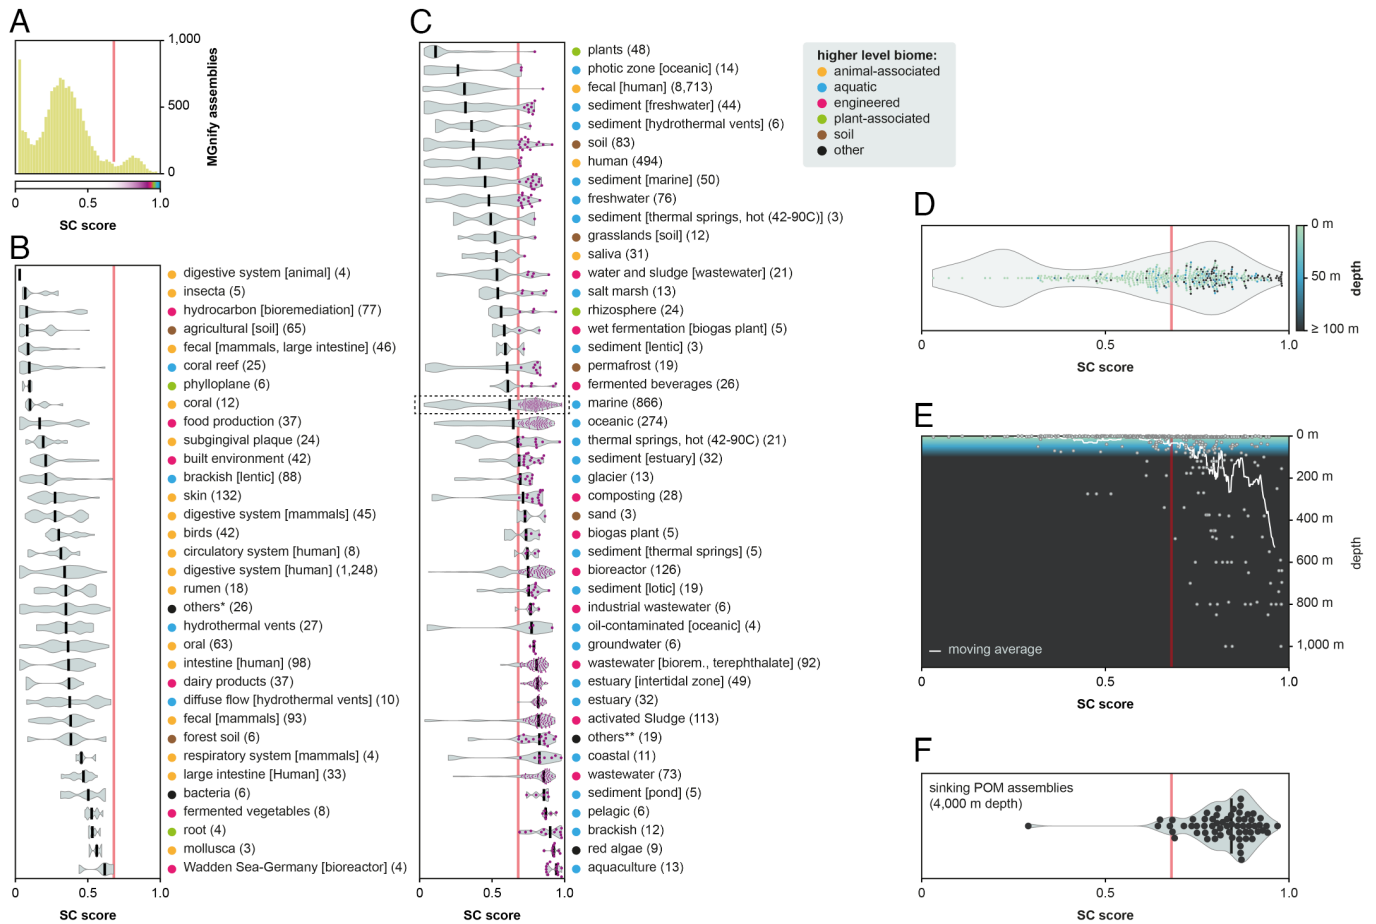 A
1,000
500
0
MGnify assemblies
0
0.5
1.0
SC score
B
digestive system [animal] (4)
insecta (5)
hydrocarbon [bioremediation] (77)
agricultural [soil] (65)
fecal [mammals, large intestine] (46)
coral reef (25)
phylloplane (6)
coral (12)
food production (37)
subgingival plaque (24)
built environment (42)
brackish [lentic] (88)
skin (132)
digestive system [mammals] (45)
birds (42)
circulatory system [human] (8)
digestive system [human] (1,248)
rumen (18)
others* (26)
hydrothermal vents (27)
oral (63)
intestine [human] (98)
dairy products (37)
diffuse flow [hydrothermal vents] (10)
fecal [mammals] (93)
forest soil (6)
respiratory system [mammals] (4)
large intestine [Human] (33)
bacteria (6)
fermented vegetables (8)
root (4)
mollusca (3)
Wadden Sea-Germany [bioreactor] (4)
0
0.5
1.0
SC score
C
plants (48)
photic zone [oceanic] (14)
fecal [human] (8,713)
sediment [freshwater] (44)
sediment [hydrothermal vents] (6)
soil (83)
human (494)
sediment [marine] (50)
freshwater (76)
sediment [thermal springs, hot (42-90C)] (3)
grasslands [soil] (12)
saliva (31)
water and sludge [wastewater] (21)
salt marsh (13)
rhizosphere (24)
wet fermentation [biogas plant] (5)
sediment [lentic] (3)
permafrost (19)
fermented beverages (26)
marine (866)
oceanic (274)
thermal springs, hot (42-90C) (21)
sediment [estuary] (32)
glacier (13)
composting (28)
sand (3)
biogas plant (5)
sediment [thermal springs] (5)
bioreactor (126)
sediment [lotic] (19)
industrial wastewater (6)
oil-contaminated [oceanic] (4)
groundwater (6)
wastewater [biorem., terephthalate] (92)
estuary [intertidal zone] (49)
estuary (32)
activated Sludge (113)
others** (19)
coastal (11)
wastewater (73)
sediment [pond] (5)
pelagic (6)
brackish (12)
red algae (9)
aquaculture (13)
0
0.5
1.0
SC score
higher level biome:
animal-associated
aquatic
engineered
plant-associated
soil
other
D
0 m
50 m
≥ 100 m
depth
0
0.5
1.0
SC score
E
0 m
200 m
400 m
600 m
800 m
1,000 m
depth
moving average
0
0.5
1.0
SC score
F
sinking POM assemblies
(4,000 m depth)
0
0.5
1.0
SC score